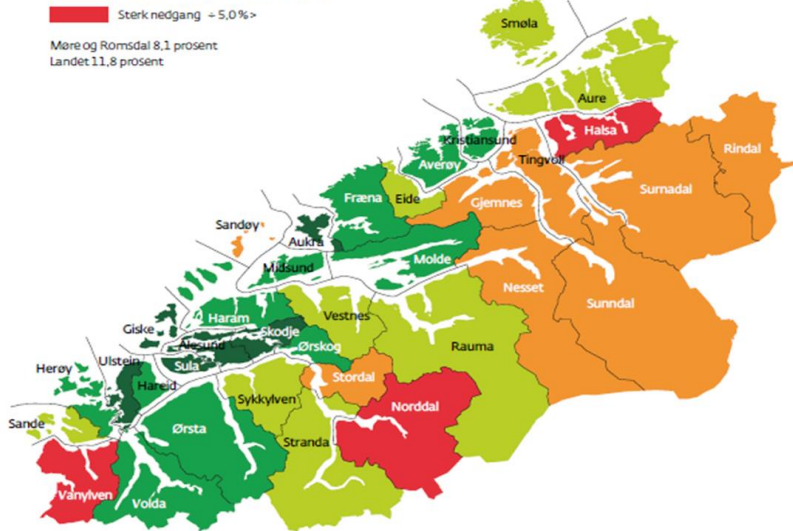 Sterk nedgang ÷ 5,0 % >
Møre og Romsdal 8,1 prosent
Landet 11,8 prosent
Smøla
Aure
Halsa
Kristiansund
Averøy
Tingvoll
Rindal
Surnadal
Fræna
Eide
Gjemnes
Sandøy
Aukra
Midsund
Molde
Nesset
Sunndal
Haram
Vestnes
Giske
Skodje
Ålesund
Ørskog
Rauma
Ulstein
Sula
Herøy
Hareid
Stordal
Sykkylven
Norddal
Sande
Ørsta
Stranda
Vanylven
Volda